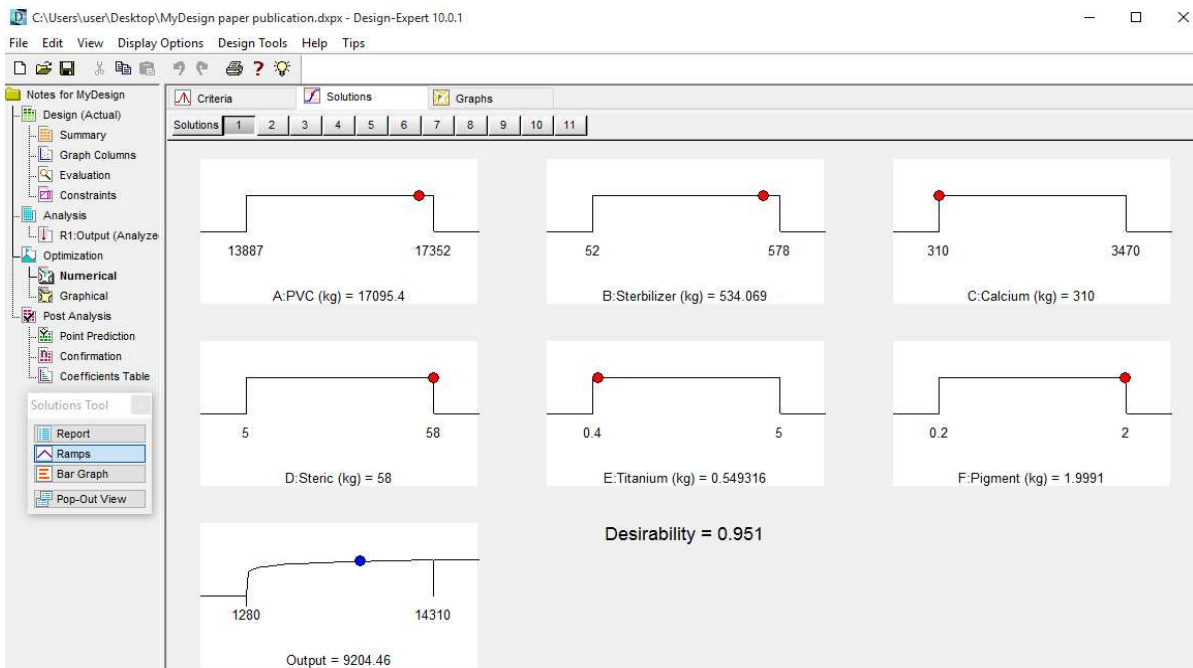 C:\Users\user\Desktop\MyDesign paper publication.dxpx - Design-Expert 10.0.1
File Edit View Display Options Design Tools Help Tips
Notes for MyDesign
Design (Actual)
Summary
Graph Columns
Evaluation
Constraints
Analysis
R1:Output (Analyze
Optimization
Numerical
Graphical
Post Analysis
Point Prediction
Confirmation
Coefficients Table
Solutions Tool
Report
Ramps
Bar Graph
Pop-Out View
Criteria Solutions Graphs
Solutions 1 2 3 4 5 6 7 8 9 10 11
13887 17352
A:PVC (kg) = 17095.4
52 578
B:Sterbilizer (kg) = 534.069
310 3470
C:Calcium (kg) = 310
5 58
D:Steric (kg) = 58
0.4 5
E:Titanium (kg) = 0.549316
0.2 2
F:Pigment (kg) = 1.9991
1280 14310
Output = 9204.46
Desirability = 0.951